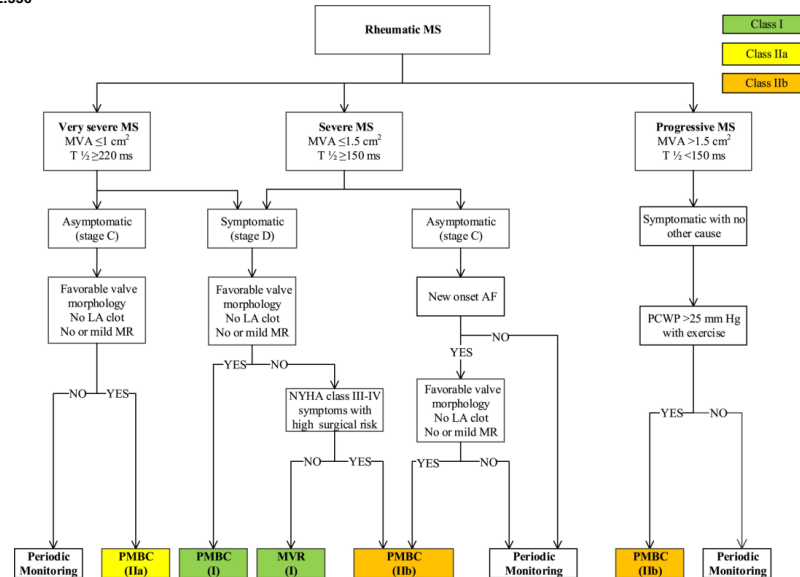 Rheumatic MS
Class I
Class IIa
Class IIb
Very severe MS
MVA ≤1 cm²
T ½ ≥220 ms
Severe MS
MVA ≤1.5 cm²
T ½ ≥150 ms
Progressive MS
MVA >1.5 cm²
T ½ <150 ms
Asymptomatic
(stage C)
Symptomatic
(stage D)
Asymptomatic
(stage C)
Symptomatic with no
other cause
Favorable valve
morphology
No LA clot
No or mild MR
Favorable valve
morphology
No LA clot
No or mild MR
New onset AF
PCWP >25 mm Hg
with exercise
NO
YES
YES
NO
NO
YES
NYHA class III-IV
symptoms with
high surgical risk
Favorable valve
morphology
No LA clot
No or mild MR
YES
NO
NO
YES
YES
NO
Periodic
Monitoring
PMBC
(IIa)
PMBC
(I)
MVR
(I)
PMBC
(IIb)
Periodic
Monitoring
PMBC
(IIb)
Periodic
Monitoring